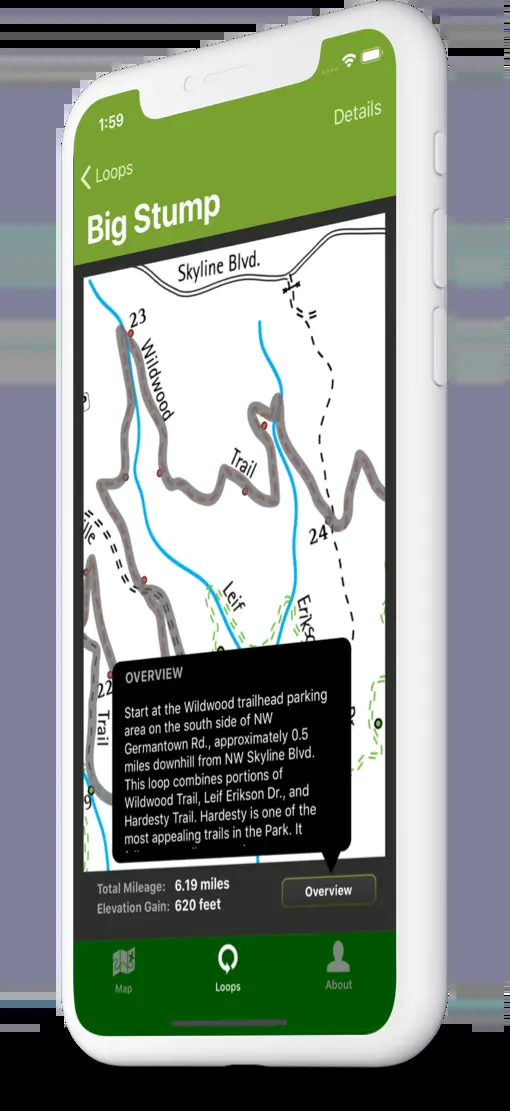 1:59
Details
Loops
Big Stump
Skyline Blvd.
23
Wildwood
Trail
24
Leif
22
Trail
9
OVERVIEW
Start at the Wildwood trailhead parking
area on the south side of NW
Germantown Rd., approximately 0.5
miles downhill from NW Skyline Blvd.
This loop combines portions of
Wildwood Trail, Leif Erikson Dr., and
Hardesty Trail. Hardesty is one of the
most appealing trails in the Park. It
Total Mileage: 6.19 miles
Elevation Gain: 620 feet
Overview
Map
Loops
About